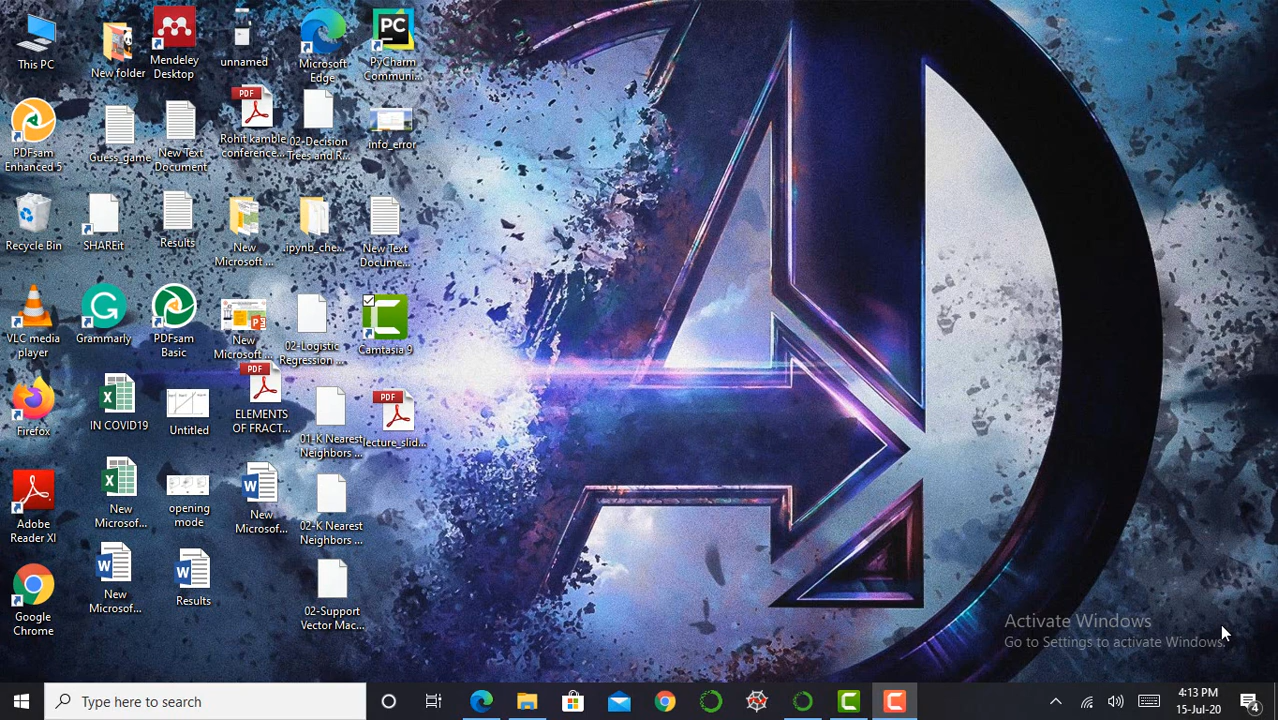 This PC
New folder
Mendeley
Desktop
unnamed
Microsoft
Edge
PC
PyCharm
Communi...
PDFsam
Enhanced 5
Guess_game
New Text
Document
PDF
Rohit kamble
conference...
02-Decision
Trees and R...
info_error
Recycle Bin
SHAREit
Results
New
Microsoft ...
.ipynb_che...
New Text
Docume...
VLC media
player
Grammarly
PDFsam
Basic
New
Microsoft ...
02-Logistic
Regression ...
Camtasia 9
Firefox
IN COVID19
Untitled
PDF
ELEMENTS
OF FRACT...
01-K Nearest
Neighbors ...
PDF
lecture_slid...
Adobe
Reader XI
New
Microsof...
opening
mode
New
Microsof...
02-K Nearest
Neighbors ...
Google
Chrome
New
Microsof...
Results
02-Support
Vector Mac...
Activate Windows
Go to Settings to activate Windows.
Type here to search
4:13 PM
15-Jul-20
4